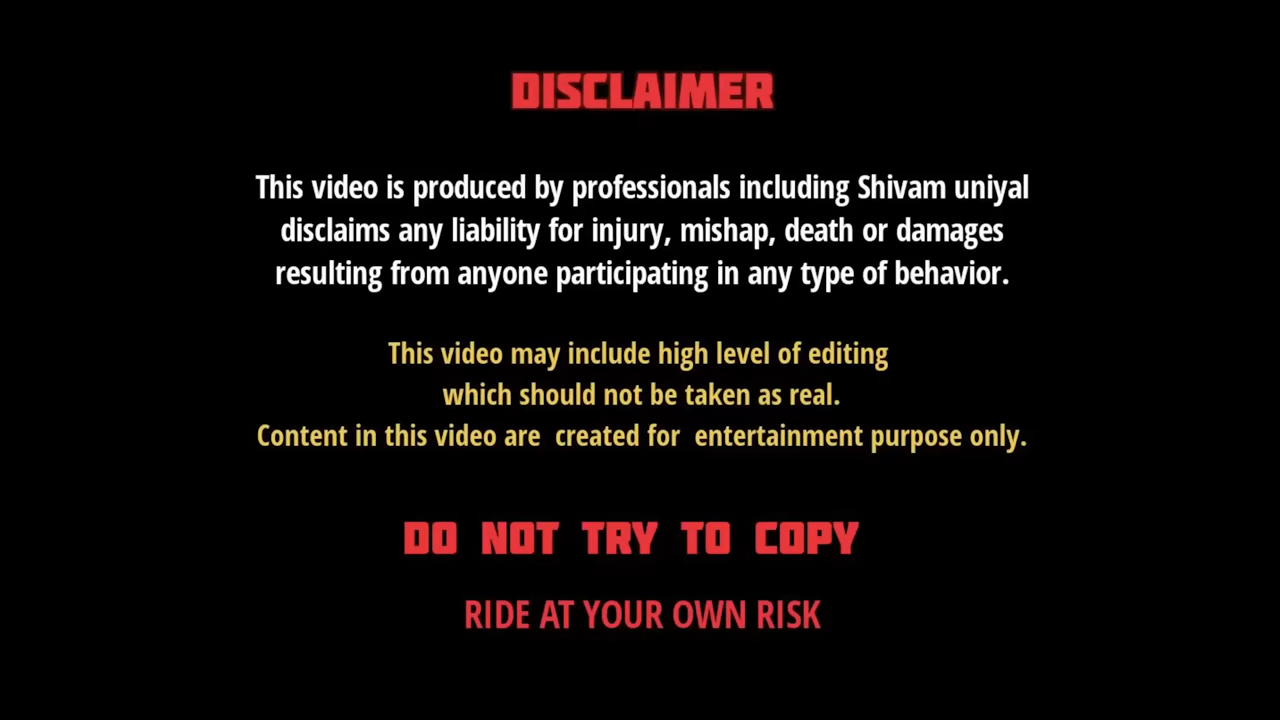 DISCLAIMER
This video is produced by professionals including Shivam uniyal
disclaims any liability for injury, mishap, death or damages
resulting from anyone participating in any type of behavior.
This video may include high level of editing
which should not be taken as real.
Content in this video are created for entertainment purpose only.
DO NOT TRY TO COPY
RIDE AT YOUR OWN RISK